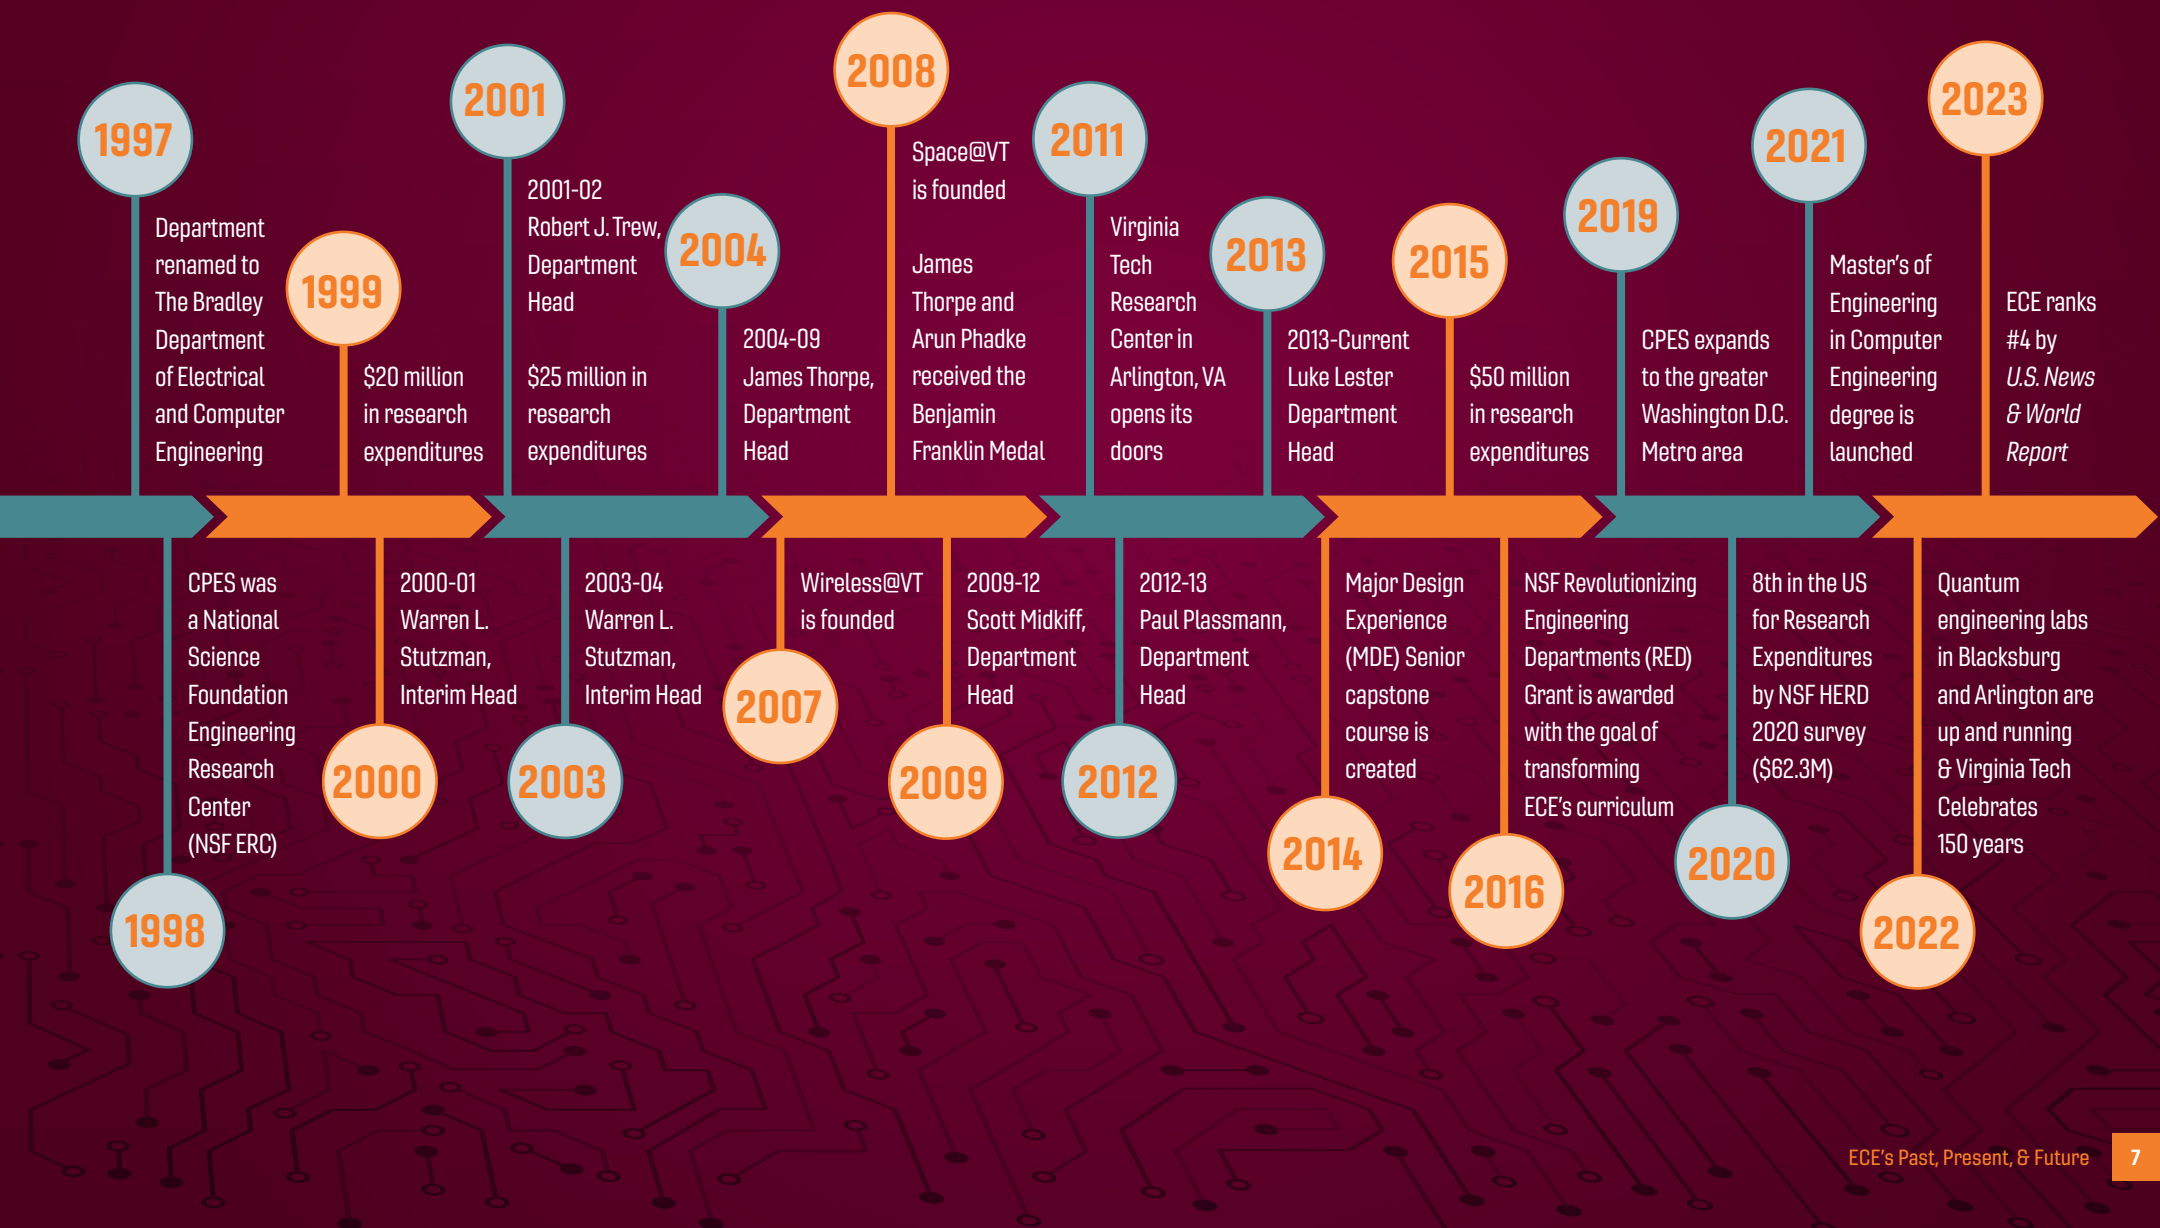 1997
Department
renamed to
The Bradley
Department
of Electrical
and Computer
Engineering
1999
$20 million
in research
expenditures
2001
2001-02
Robert J. Trew,
Department
Head
$25 million in
research
expenditures
2004
2004-09
James Thorpe,
Department
Head
2008
Space@VT
is founded
James
Thorpe and
Arun Phadke
received the
Benjamin
Franklin Medal
2011
Virginia
Tech
Research
Center in
Arlington, VA
opens its
doors
2013
2013-Current
Luke Lester
Department
Head
2015
$50 million
in research
expenditures
2019
CPES expands
to the greater
Washington D.C.
Metro area
2021
Master's of
Engineering
in Computer
Engineering
degree is
launched
2023
ECE ranks
#4 by
U.S. News
& World
Report
CPES was
a National
Science
Foundation
Engineering
Research
Center
(NSF ERC)
1998
2000-01
Warren L.
Stutzman,
Interim Head
2000
2003-04
Warren L.
Stutzman,
Interim Head
2003
Wireless@VT
is founded
2007
2009-12
Scott Midkiff,
Department
Head
2009
2012-13
Paul Plassmann,
Department
Head
2012
Major Design
Experience
(MDE) Senior
capstone
course is
created
2014
NSF Revolutionizing
Engineering
Departments (RED)
Grant is awarded
with the goal of
transforming
ECE's curriculum
2016
8th in the US
for Research
Expenditures
by NSF HERD
2020 survey
($62.3M)
2020
Quantum
engineering labs
in Blacksburg
and Arlington are
up and running
& Virginia Tech
Celebrates
150 years
2022
ECE's Past, Present, & Future
7